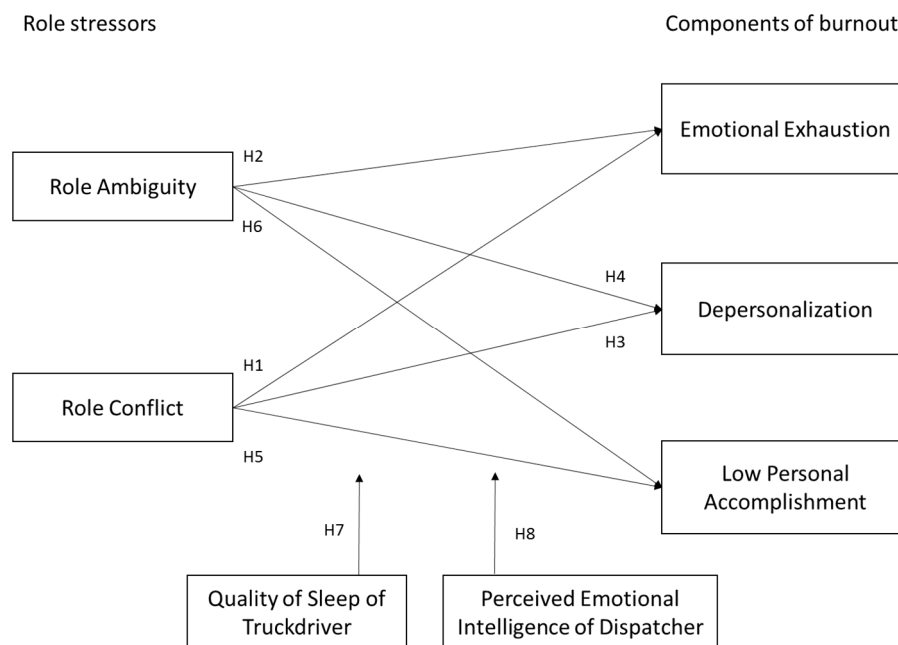 Role stressors
Components of burnout
Emotional Exhaustion
H2
Role Ambiguity
H6
H4
Depersonalization
H3
H1
Role Conflict
H5
Low Personal
Accomplishment
H7
H8
Quality of Sleep of
Truckdriver
Perceived Emotional
Intelligence of Dispatcher